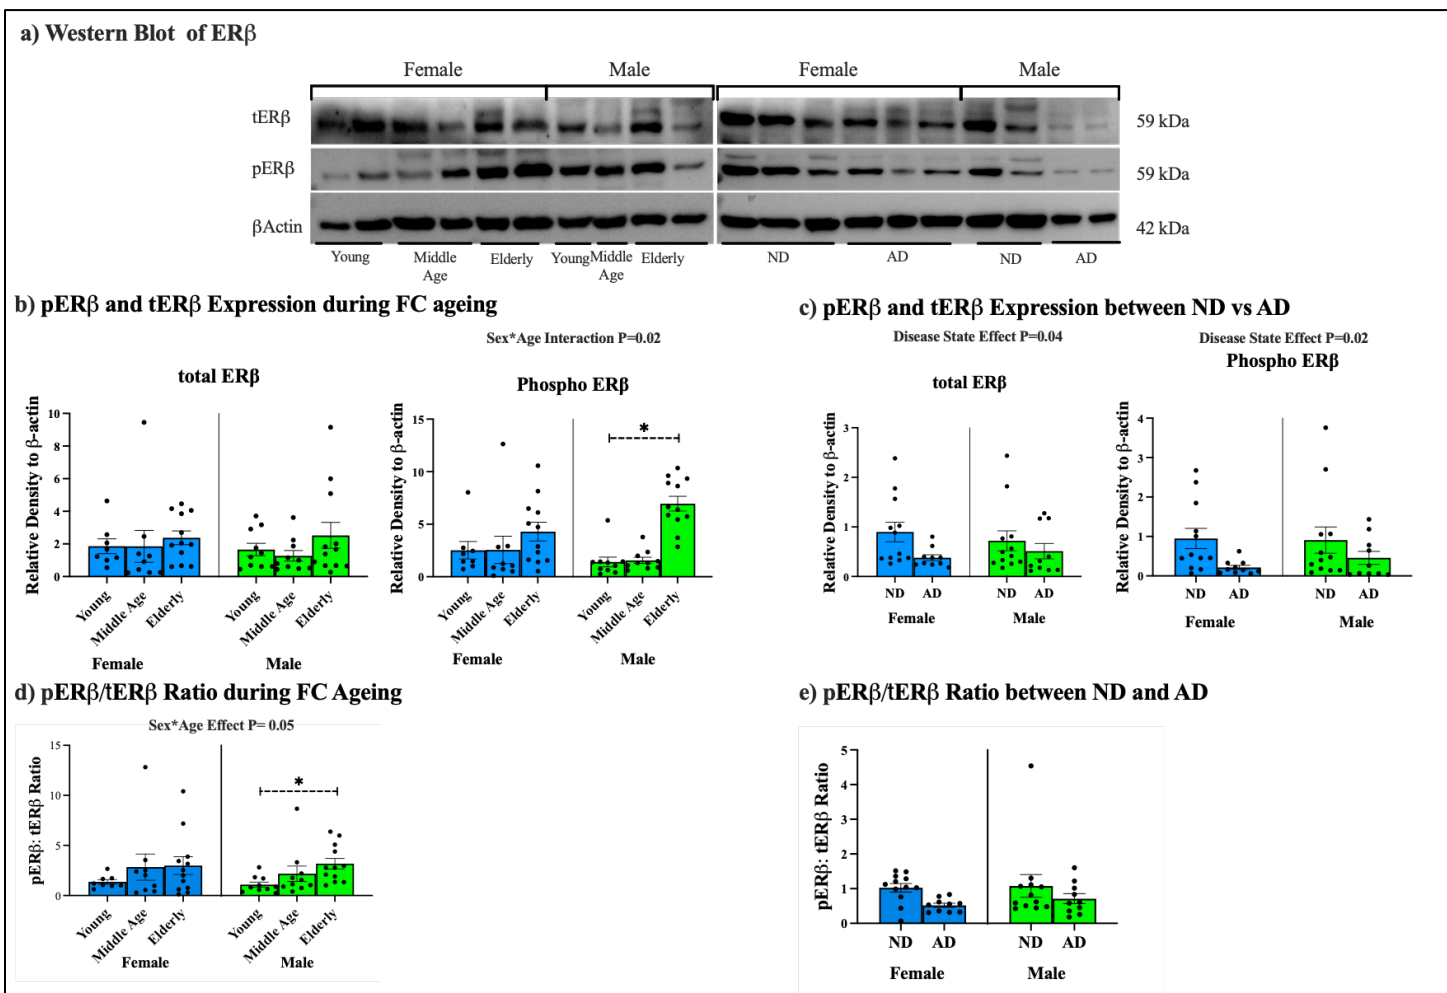 a) Western Blot of ERβ
Female Male Female Male
tERβ 59 kDa
pERβ 59 kDa
βActin 42 kDa
Young Middle Age Elderly Young Middle Age Elderly ND AD ND AD
b) pERβ and tERβ Expression during FC ageing
Sex*Age Interaction P=0.02
total ERβ
Relative Density to β-actin
10
8
6
4
2
0
Young Middle Age Elderly Young Middle Age Elderly
Female Male
Phospho ERβ
Relative Density to β-actin
15
10
5
0
*
Young Middle Age Elderly Young Middle Age Elderly
Female Male
c) pERβ and tERβ Expression between ND vs AD
Disease State Effect P=0.04
total ERβ
Relative Density to β-actin
3
2
1
0
ND AD ND AD
Female Male
Disease State Effect P=0.02
Phospho ERβ
Relative Density to β-actin
4
3
2
1
0
ND AD ND AD
Female Male
d) pERβ/tERβ Ratio during FC Ageing
Sex*Age Effect P= 0.05
pERβ: tERβ Ratio
15
10
5
0
*
Young Middle Age Elderly Young Middle Age Elderly
Female Male
e) pERβ/tERβ Ratio between ND and AD
pERβ: tERβ Ratio
5
4
3
2
1
0
ND AD ND AD
Female Male